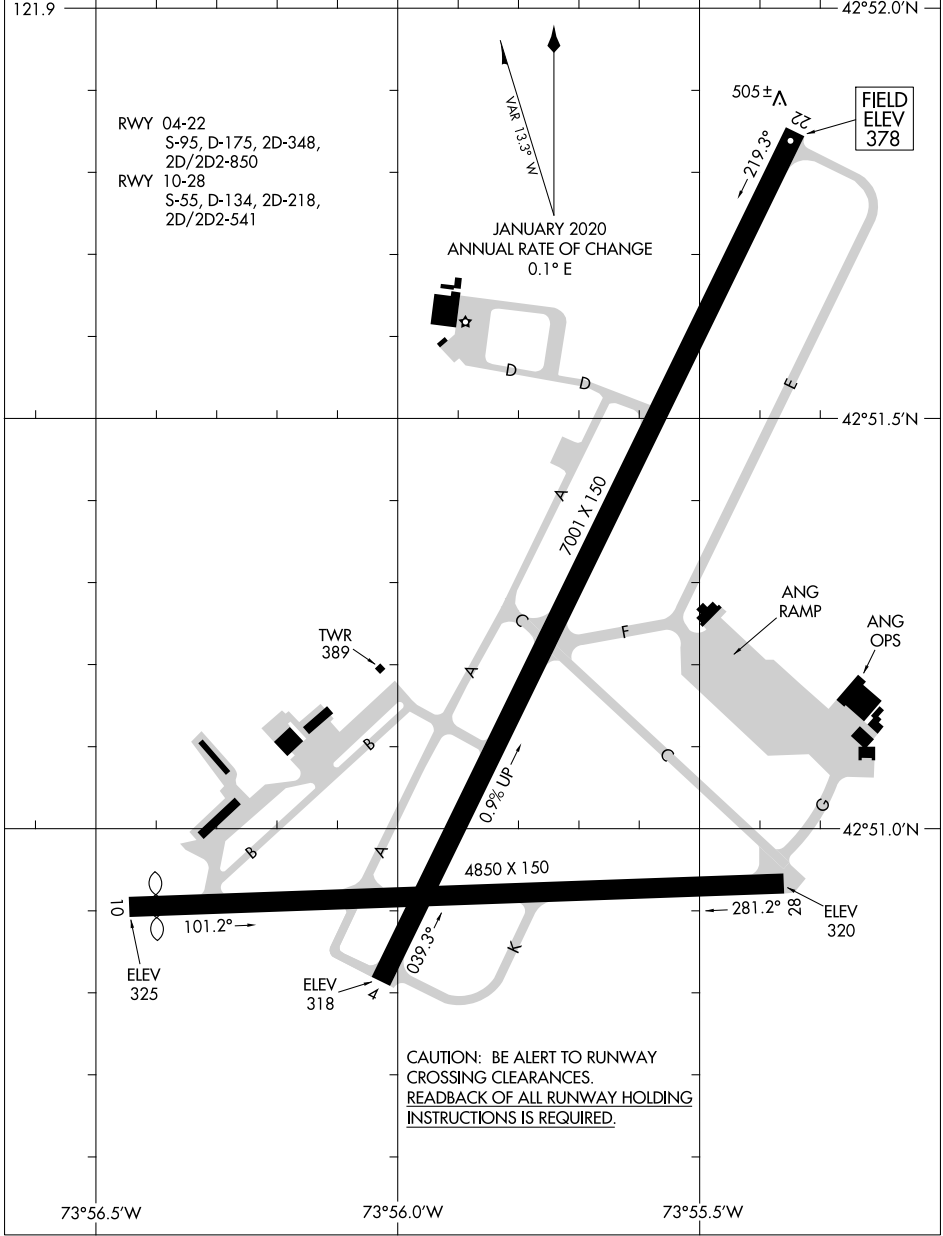 121.9
42°52.0'N
RWY 04-22
S-95, D-175, 2D-348,
2D/2D2-850
RWY 10-28
S-55, D-134, 2D-218,
2D/2D2-541
VAR 13.3° W
JANUARY 2020
ANNUAL RATE OF CHANGE
0.1° E
505±
22
FIELD
ELEV
378
219.3°
D
D
E
42°51.5'N
A
7001 X 150
C
F
ANG
RAMP
ANG
OPS
TWR
389
A
B
C
0.9% UP
G
42°51.0'N
B
A
4850 X 150
10
101.2°
281.2°
28
ELEV
320
039.3°
K
ELEV
325
ELEV
318
4
CAUTION: BE ALERT TO RUNWAY
CROSSING CLEARANCES.
READBACK OF ALL RUNWAY HOLDING
INSTRUCTIONS IS REQUIRED.
73°56.5'W
73°56.0'W
73°55.5'W